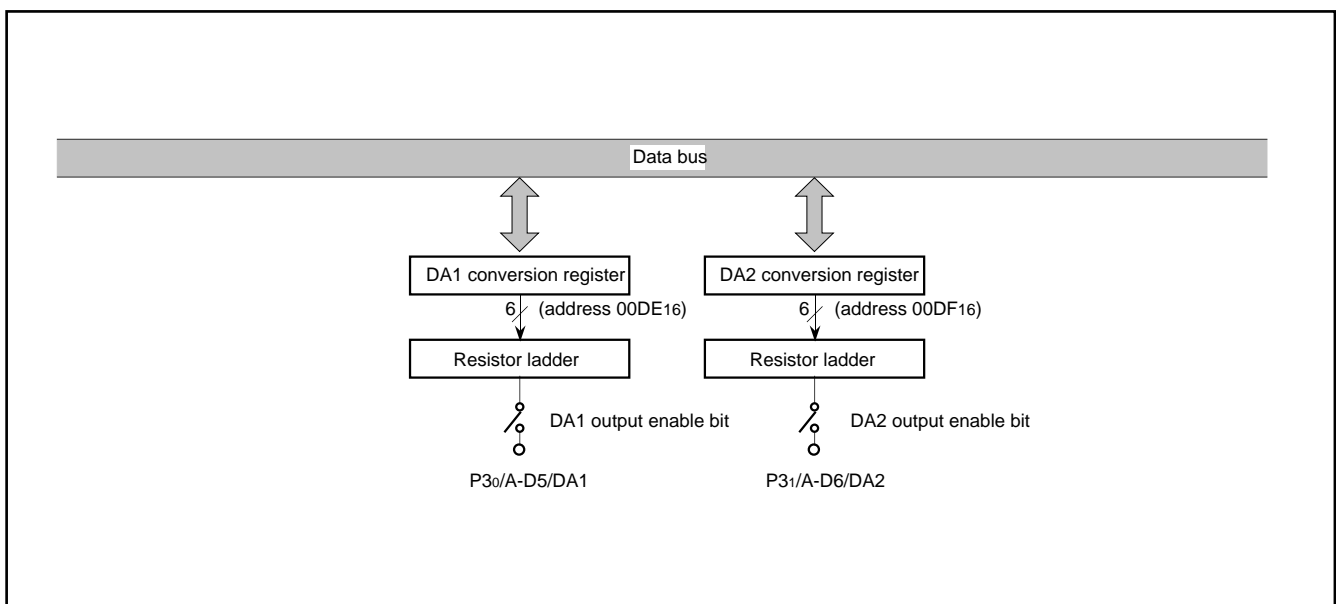 Data bus
DA1 conversion register
DA2 conversion register
6 (address 00DE16)
6 (address 00DF16)
Resistor ladder
Resistor ladder
DA1 output enable bit
DA2 output enable bit
P30/A-D5/DA1
P31/A-D6/DA2